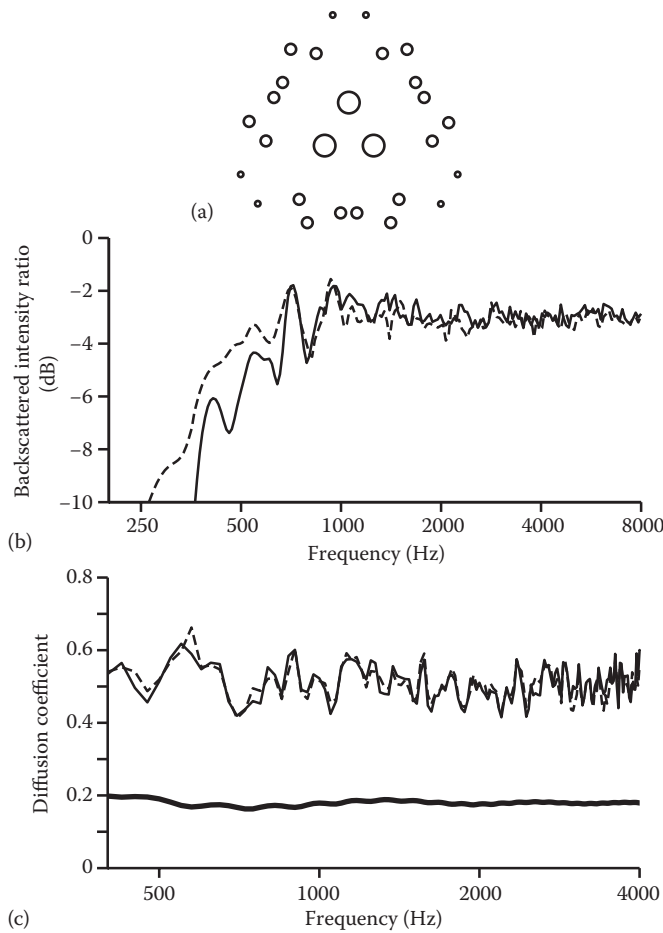 (a)
0
−2
−4
−6
−8
−10
Backscattered intensity ratio
(dB)
250 500 1000 2000 4000 8000
Frequency (Hz)
(b)
0.8
0.6
0.4
0.2
0
Diffusion coefficient
500 1000 2000 4000
Frequency (Hz)
(c)